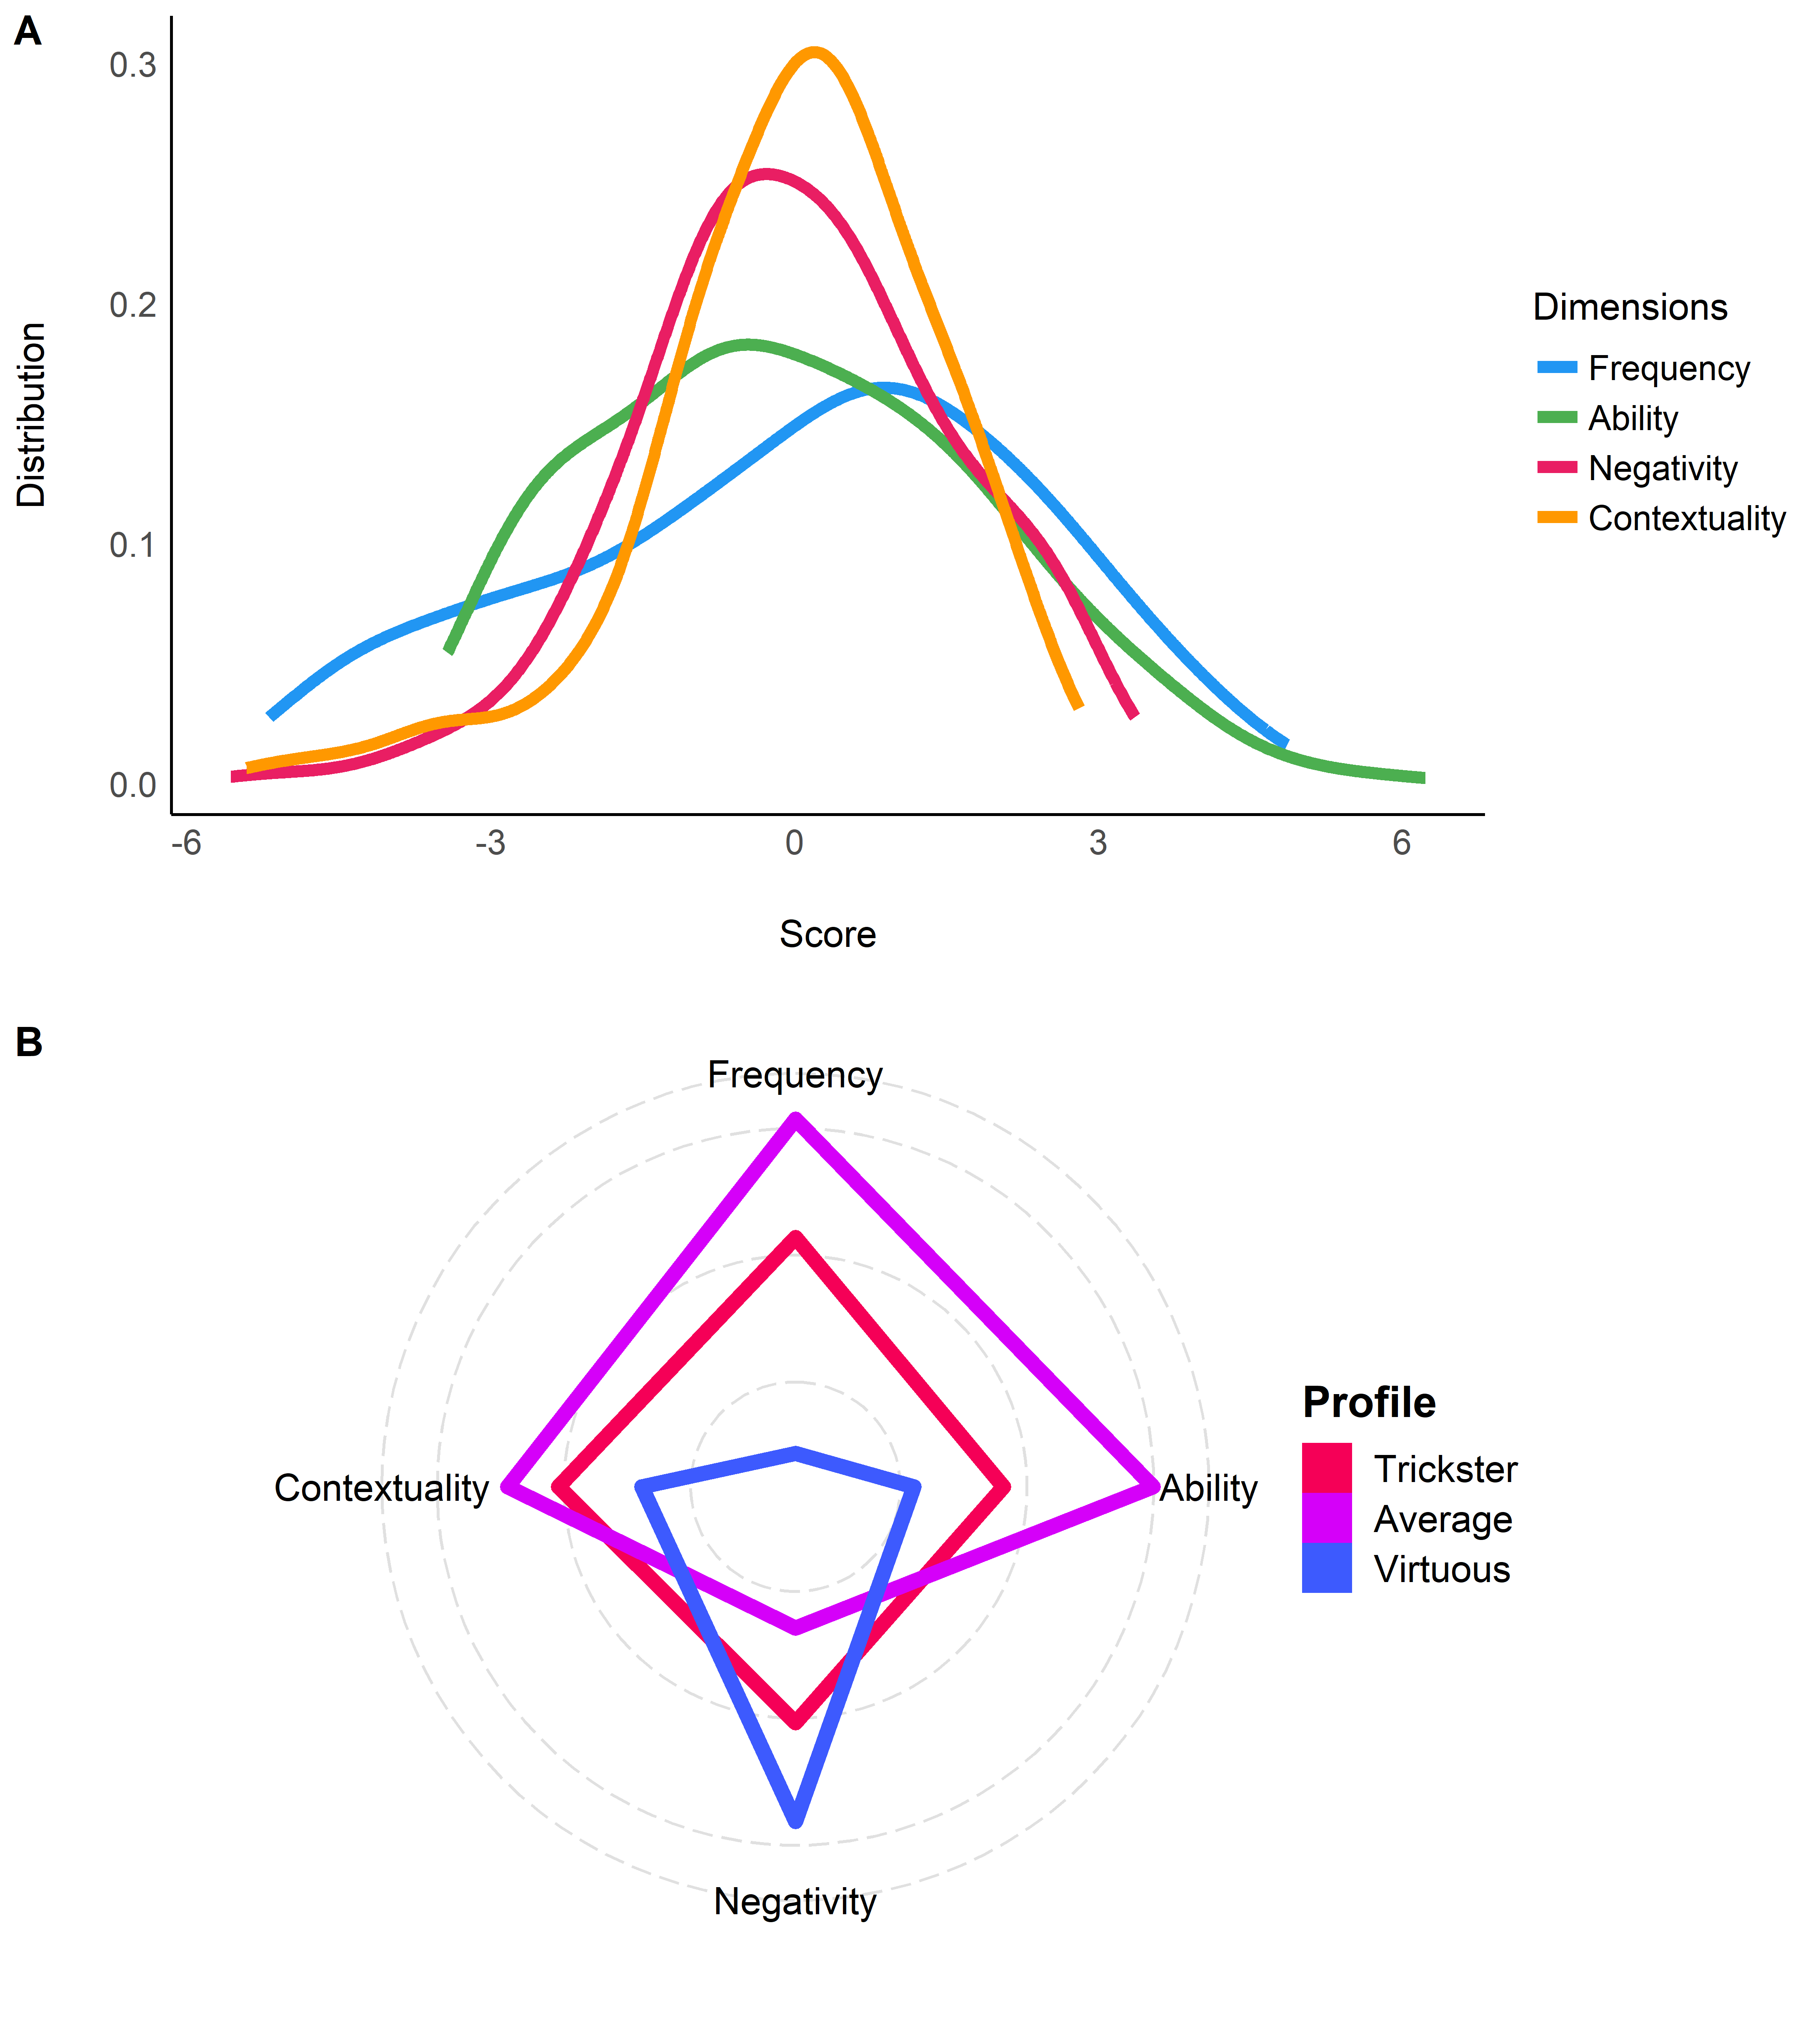 A
0.3
0.2
0.1
0.0
Distribution
-6 -3 0 3 6
Score
Dimensions
Frequency
Ability
Negativity
Contextuality
B
Frequency
Contextuality
Ability
Negativity
Profile
Trickster
Average
Virtuous